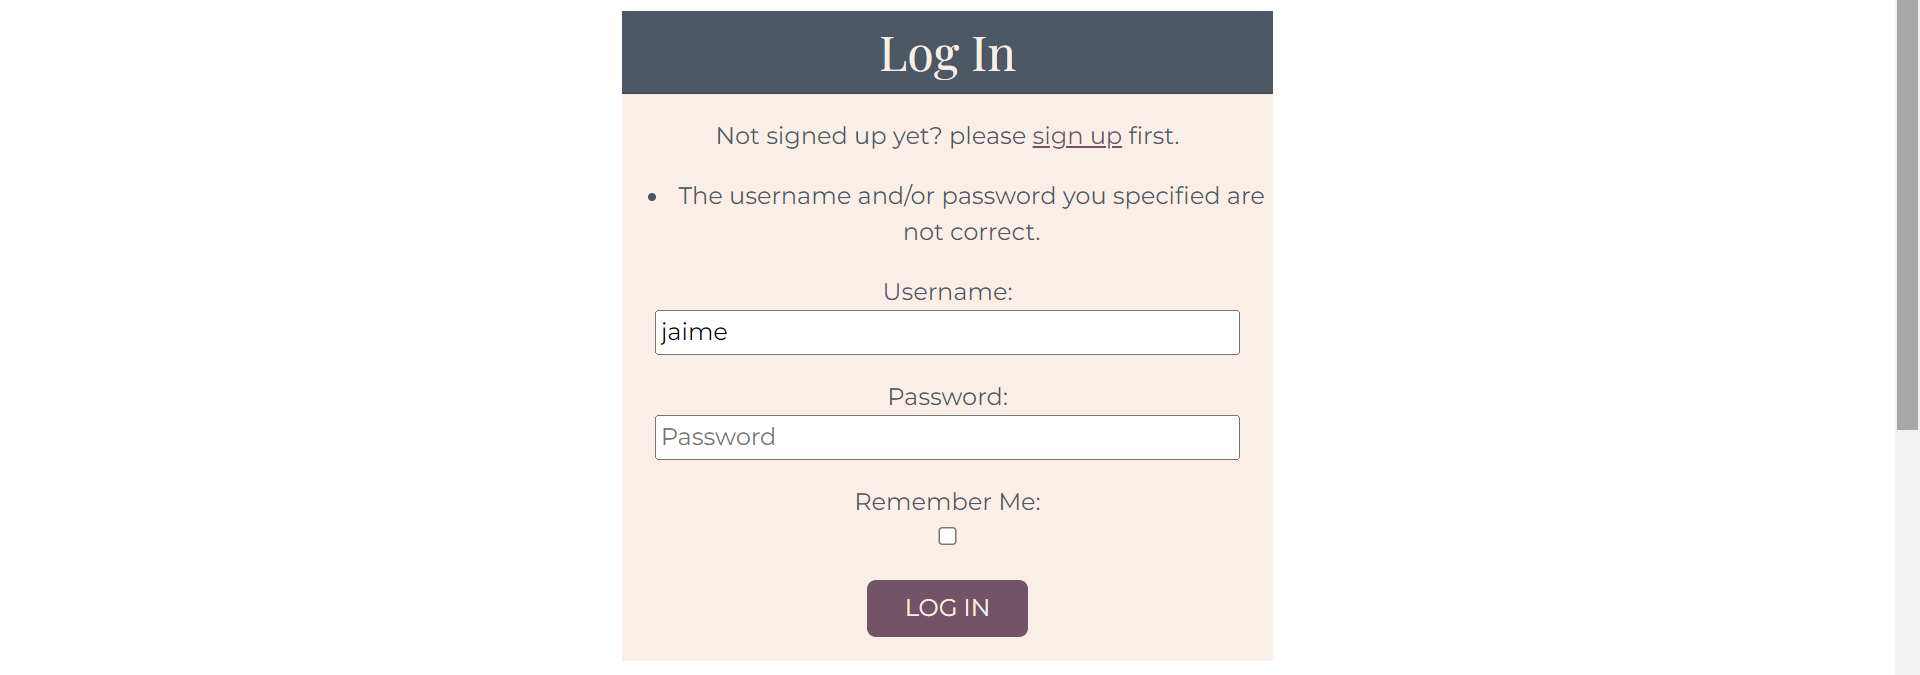 Log In
Not signed up yet? please sign up first.
• The username and/or password you specified are
not correct.
Username:
jaime
Password:
Password
Remember Me:
LOG IN